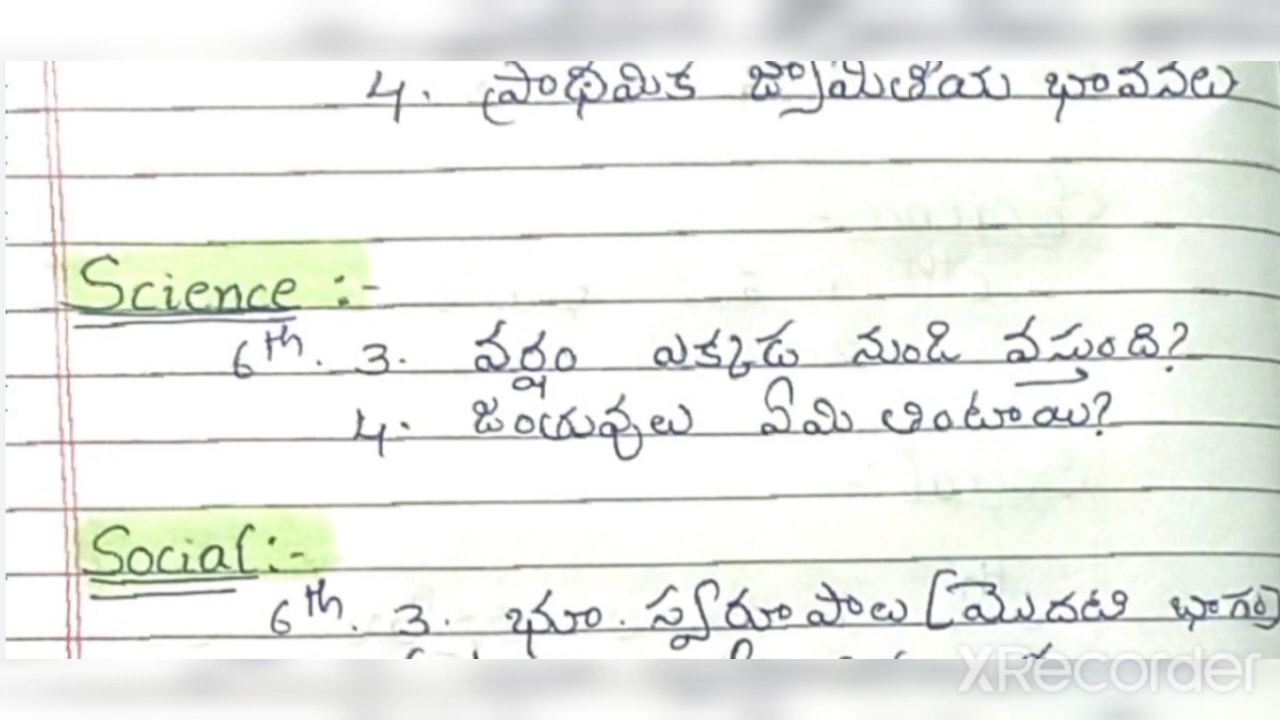 4. ప్రాథమిక జ్యామితీయ భావనలు
Science :-
6th. 3. వర్షం ఎక్కడ నుండి వస్తుంది?
4. జంతువులు ఏమి తింటాయి?
Social :-
6th. 3. భూ. స్వరూపాలు [మొదటి భాగం]
XRecorder